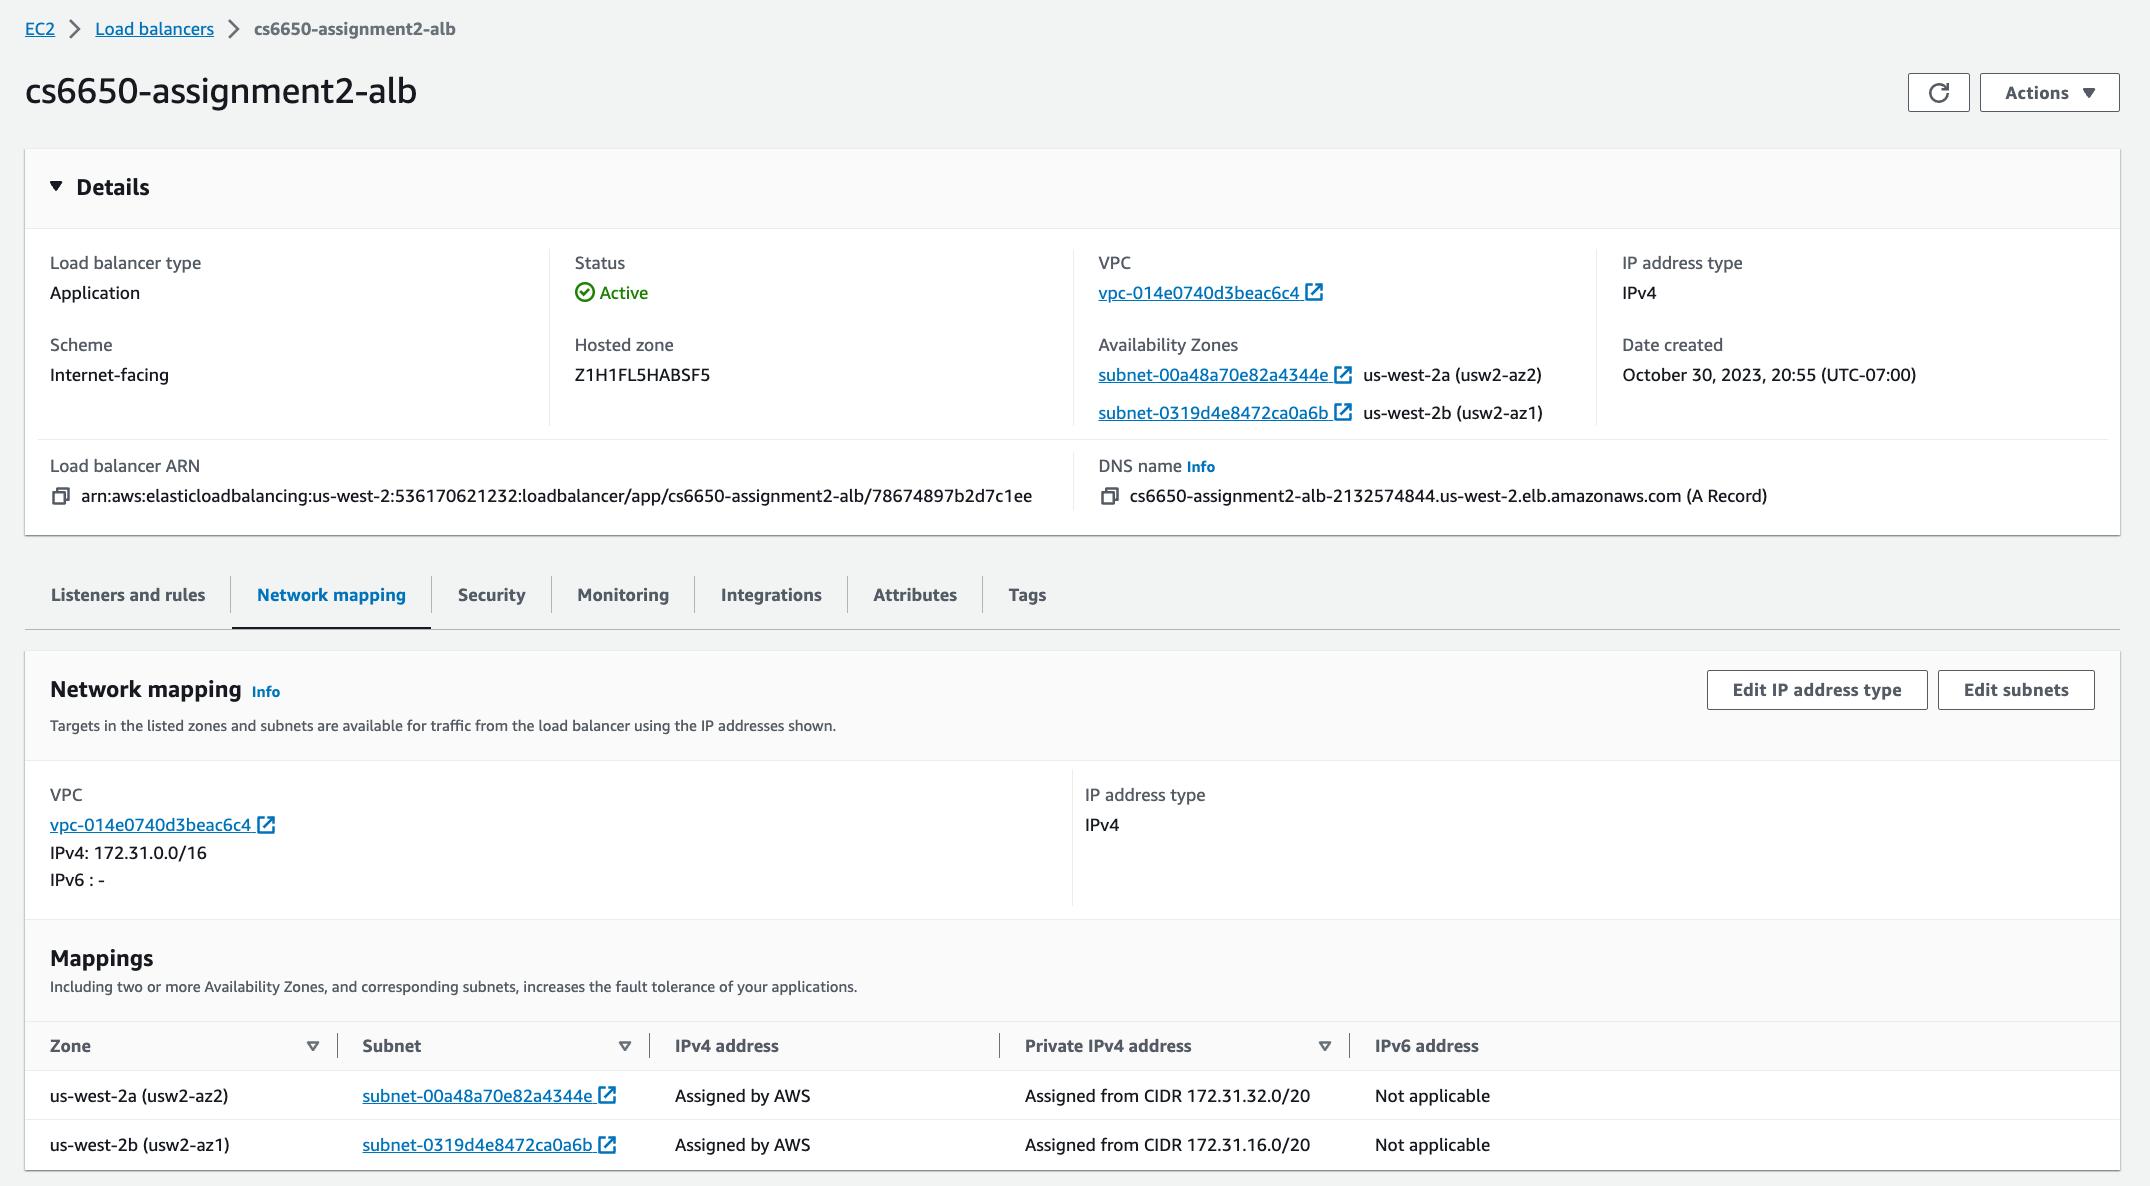 EC2 > Load balancers > cs6650-assignment2-alb
cs6650-assignment2-alb
Actions
Details
Load balancer type
Application
Status
Active
VPC
vpc-014e0740d3beac6c4
IP address type
IPv4
Scheme
Internet-facing
Hosted zone
Z1H1FL5HABSF5
Availability Zones
subnet-00a48a70e82a4344e us-west-2a (usw2-az2)
subnet-0319d4e8472ca0a6b us-west-2b (usw2-az1)
Date created
October 30, 2023, 20:55 (UTC-07:00)
Load balancer ARN
arn:aws:elasticloadbalancing:us-west-2:536170621232:loadbalancer/app/cs6650-assignment2-alb/78674897b2d7c1ee
DNS name Info
cs6650-assignment2-alb-2132574844.us-west-2.elb.amazonaws.com (A Record)
Listeners and rules Network mapping Security Monitoring Integrations Attributes Tags
Network mapping Info
Edit IP address type Edit subnets
Targets in the listed zones and subnets are available for traffic from the load balancer using the IP addresses shown.
VPC
vpc-014e0740d3beac6c4
IPv4: 172.31.0.0/16
IPv6 : -
IP address type
IPv4
Mappings
Including two or more Availability Zones, and corresponding subnets, increases the fault tolerance of your applications.
Zone Subnet IPv4 address Private IPv4 address IPv6 address
us-west-2a (usw2-az2) subnet-00a48a70e82a4344e Assigned by AWS Assigned from CIDR 172.31.32.0/20 Not applicable
us-west-2b (usw2-az1) subnet-0319d4e8472ca0a6b Assigned by AWS Assigned from CIDR 172.31.16.0/20 Not applicable